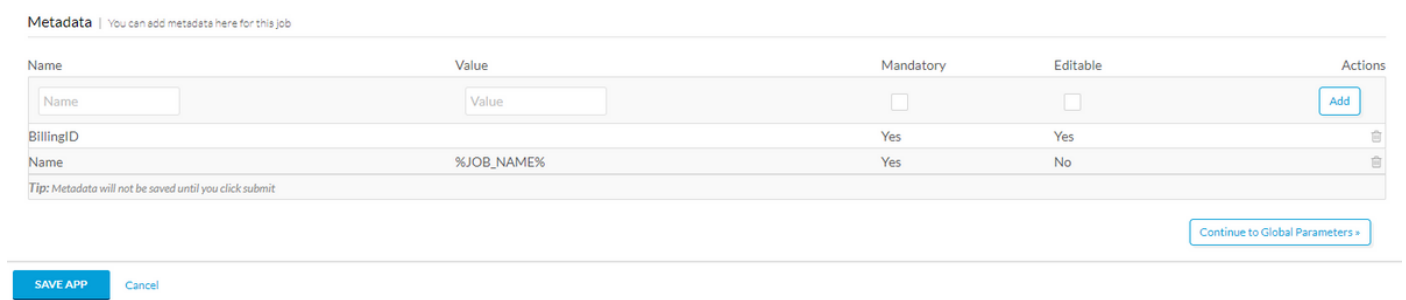 Metadata | You can add metadata here for this job
Name Value Mandatory Editable Actions
Name Value Add
BillingID Yes Yes
Name %JOB_NAME% Yes No
Tip: Metadata will not be saved until you click submit
Continue to Global Parameters »
SAVE APP Cancel